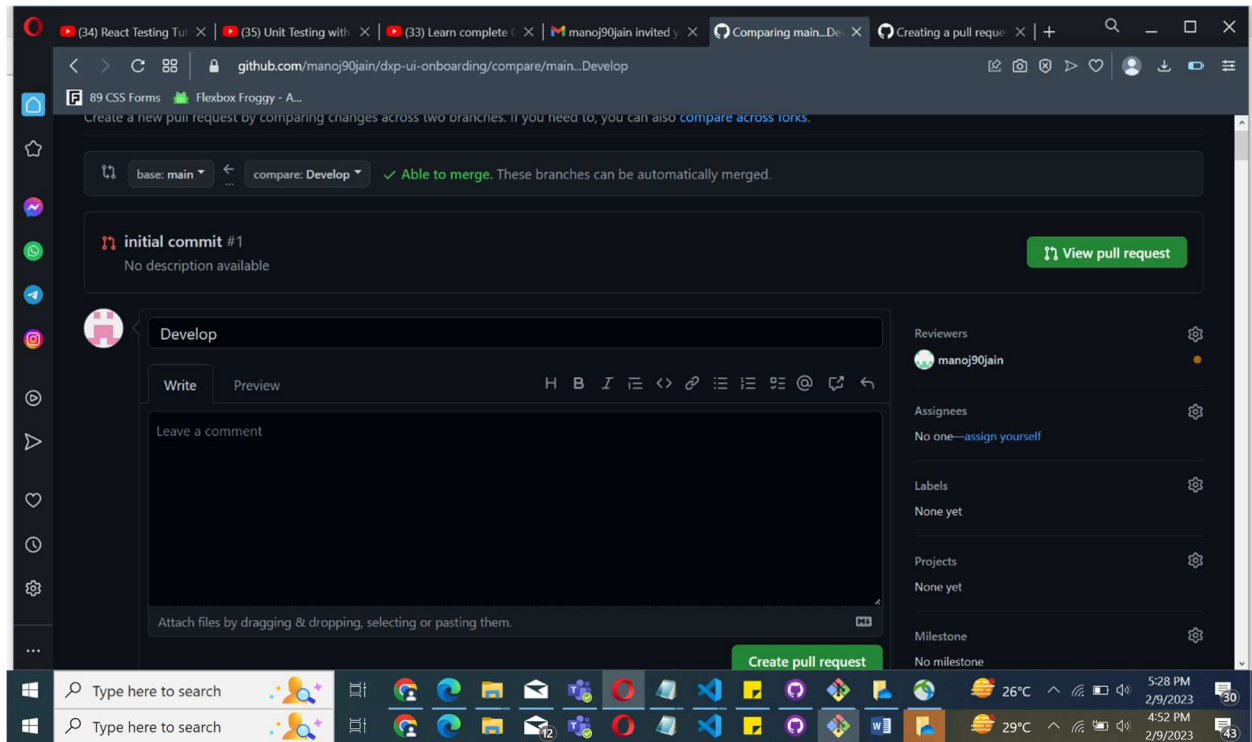 (34) React Testing Tut
(35) Unit Testing with
(33) Learn complete
manoj90jain invited y
Comparing main...De
Creating a pull reque
github.com/manoj90jain/dxp-ui-onboarding/compare/main...Develop
89 CSS Forms
Flexbox Froggy - A...
Create a new pull request by comparing changes across two branches. If you need to, you can also compare across forks.
base: main
...
compare: Develop
Able to merge. These branches can be automatically merged.
initial commit #1
No description available
View pull request
Develop
Write
Preview
Leave a comment
Attach files by dragging & dropping, selecting or pasting them.
Create pull request
Reviewers
manoj90jain
Assignees
No one—assign yourself
Labels
None yet
Projects
None yet
Milestone
No milestone
Type here to search
26°C
5:28 PM
2/9/2023
30
Type here to search
12
29°C
4:52 PM
2/9/2023
43